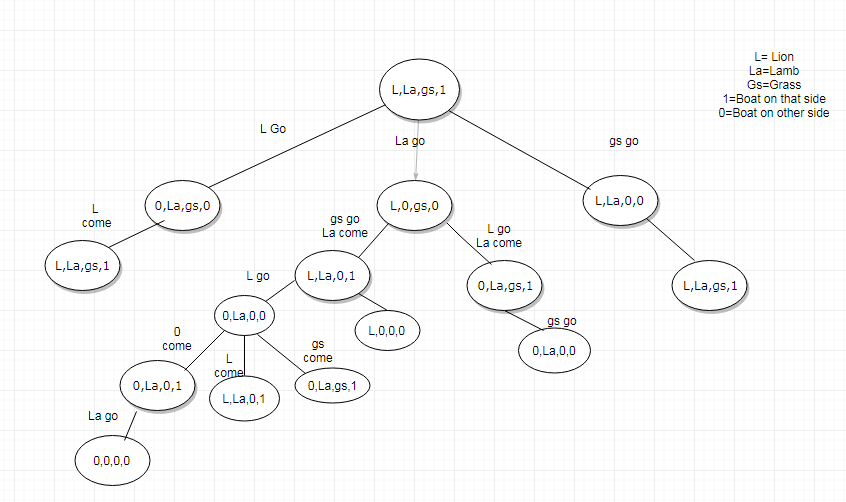 L= Lion
La=Lamb
Gs=Grass
1=Boat on that side
0=Boat on other side
L,La,gs,1
L Go
La go
gs go
0,La,gs,0
L,0,gs,0
L,La,0,0
L
come
gs go
La come
L go
La come
L,La,gs,1
L go
L,La,0,1
0,La,gs,1
L,La,gs,1
0,La,0,0
L,0,0,0
gs go
0
come
L
come
gs
come
0,La,0,0
0,La,0,1
L,La,0,1
0,La,gs,1
La go
0,0,0,0